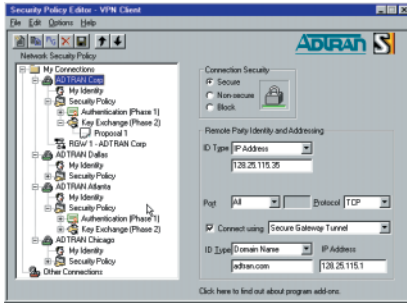 Security Policy Editor - VPN Client
File Edit Options Help
ADTRAN
Network Security Policy
My Connections
ADTRAN Corp
My Identity
Security Policy
Authentication (Phase 1)
Key Exchange (Phase 2)
Proposal 1
RGW 1 - ADTRAN Corp
ADTRAN Dallas
My Identity
Security Policy
ADTRAN Atlanta
My Identity
Security Policy
Authentication (Phase 1)
Key Exchange (Phase 2)
ADTRAN Chicago
My Identity
Security Policy
Other Connections
Connection Security
Secure
Non-secure
Block
Remote Party Identity and Addressing
ID Type IP Address
128.25.115.35
Port All Protocol TCP
Connect using Secure Gateway Tunnel
ID Type Domain Name IP Address
adtran.com 128.25.115.1
Click here to find out about program add-ons.